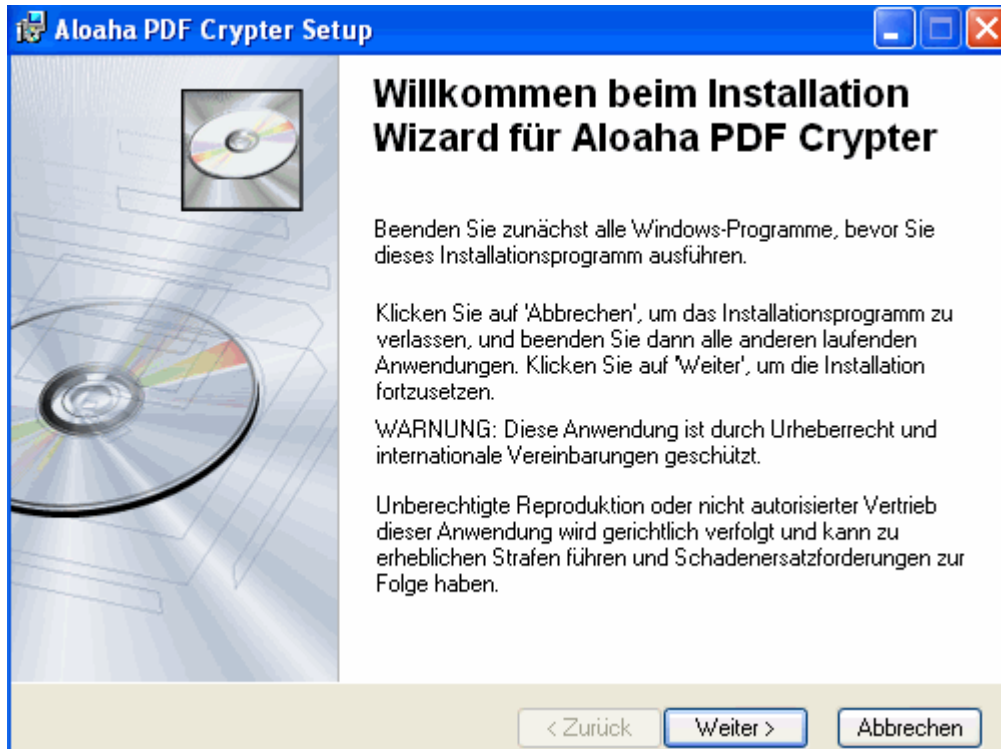 Aloaha PDF Crypter Setup
Willkommen beim Installation
Wizard für Aloaha PDF Crypter
Beenden Sie zunächst alle Windows-Programme, bevor Sie
dieses Installationsprogramm ausführen.
Klicken Sie auf 'Abbrechen', um das Installationsprogramm zu
verlassen, und beenden Sie dann alle anderen laufenden
Anwendungen. Klicken Sie auf 'Weiter', um die Installation
fortzusetzen.
WARNUNG: Diese Anwendung ist durch Urheberrecht und
internationale Vereinbarungen geschützt.
Unberechtigte Reproduktion oder nicht autorisierter Vertrieb
dieser Anwendung wird gerichtlich verfolgt und kann zu
erheblichen Strafen führen und Schadenersatzforderungen zur
Folge haben.
< Zurück Weiter > Abbrechen